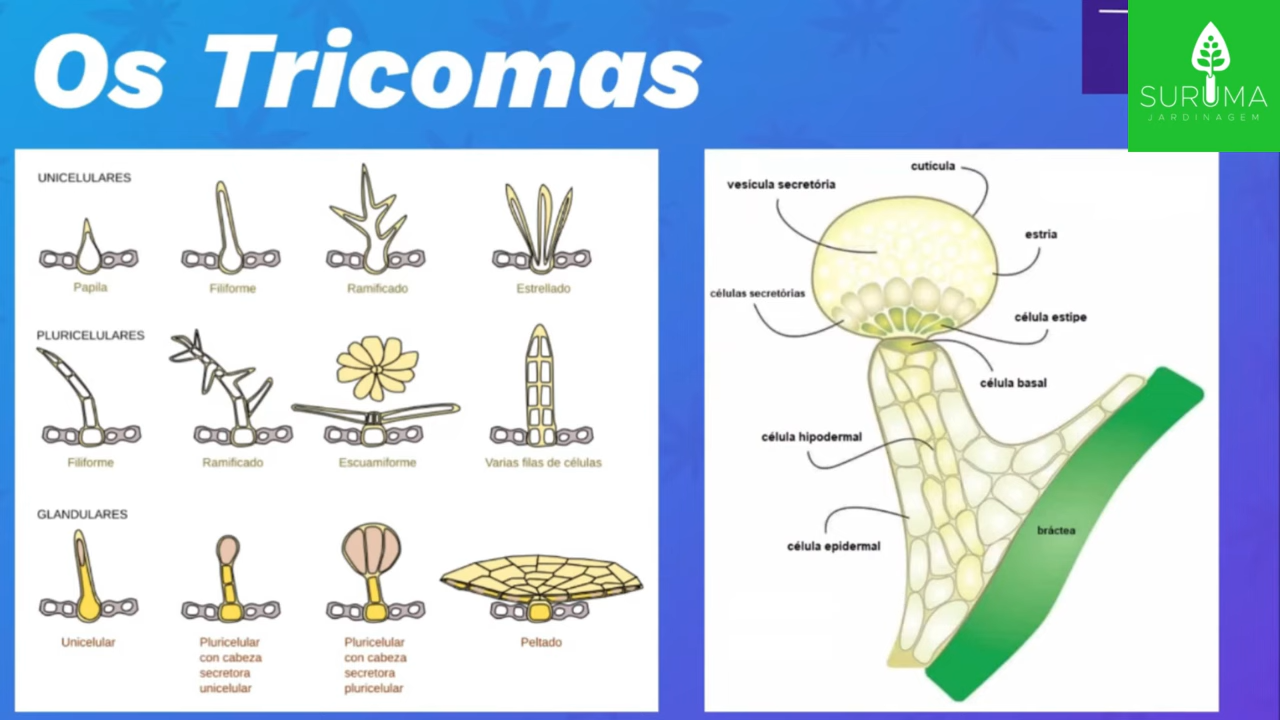 Os Tricomas
SURUMA
JARDINAGEM
UNICELULARES
Papila
Filiforme
Ramificado
Estrellado
PLURICELULARES
Filiforme
Ramificado
Escuamiforme
Varias filas de células
GLANDULARES
Unicelular
Pluricelular
con cabeza
secretora
unicelular
Pluricelular
con cabeza
secretora
pluricelular
Peltado
cuticula
vesícula secretória
estria
células secretórias
célula estipe
célula basal
célula hipodermal
bráctea
célula epidermal